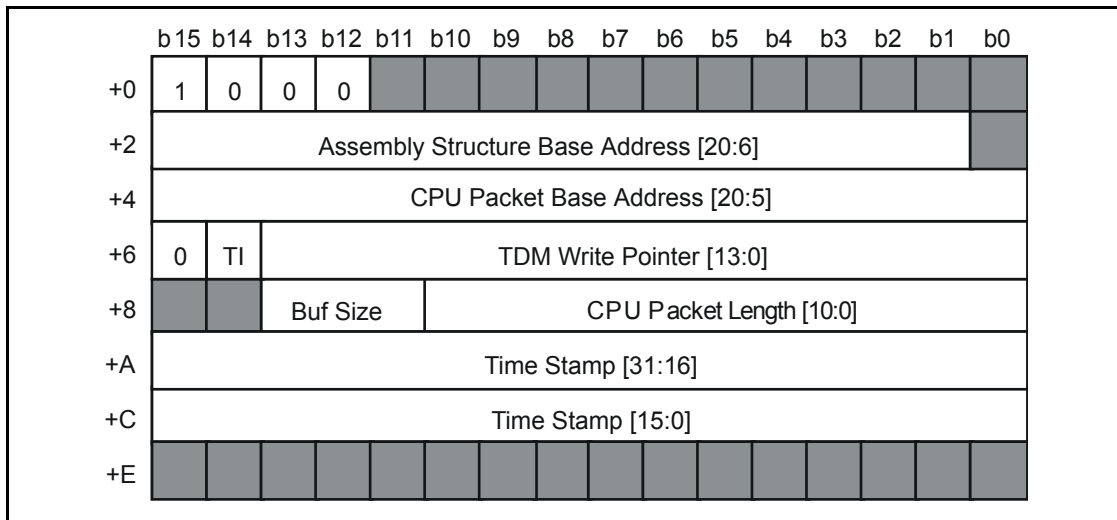 b15 b14 b13 b12 b11 b10 b9 b8 b7 b6 b5 b4 b3 b2 b1 b0
+0 1 0 0 0
+2 Assembly Structure Base Address [20:6]
+4 CPU Packet Base Address [20:5]
+6 0 TI TDM Write Pointer [13:0]
+8 Buf Size CPU Packet Length [10:0]
+A Time Stamp [31:16]
+C Time Stamp [15:0]
+E